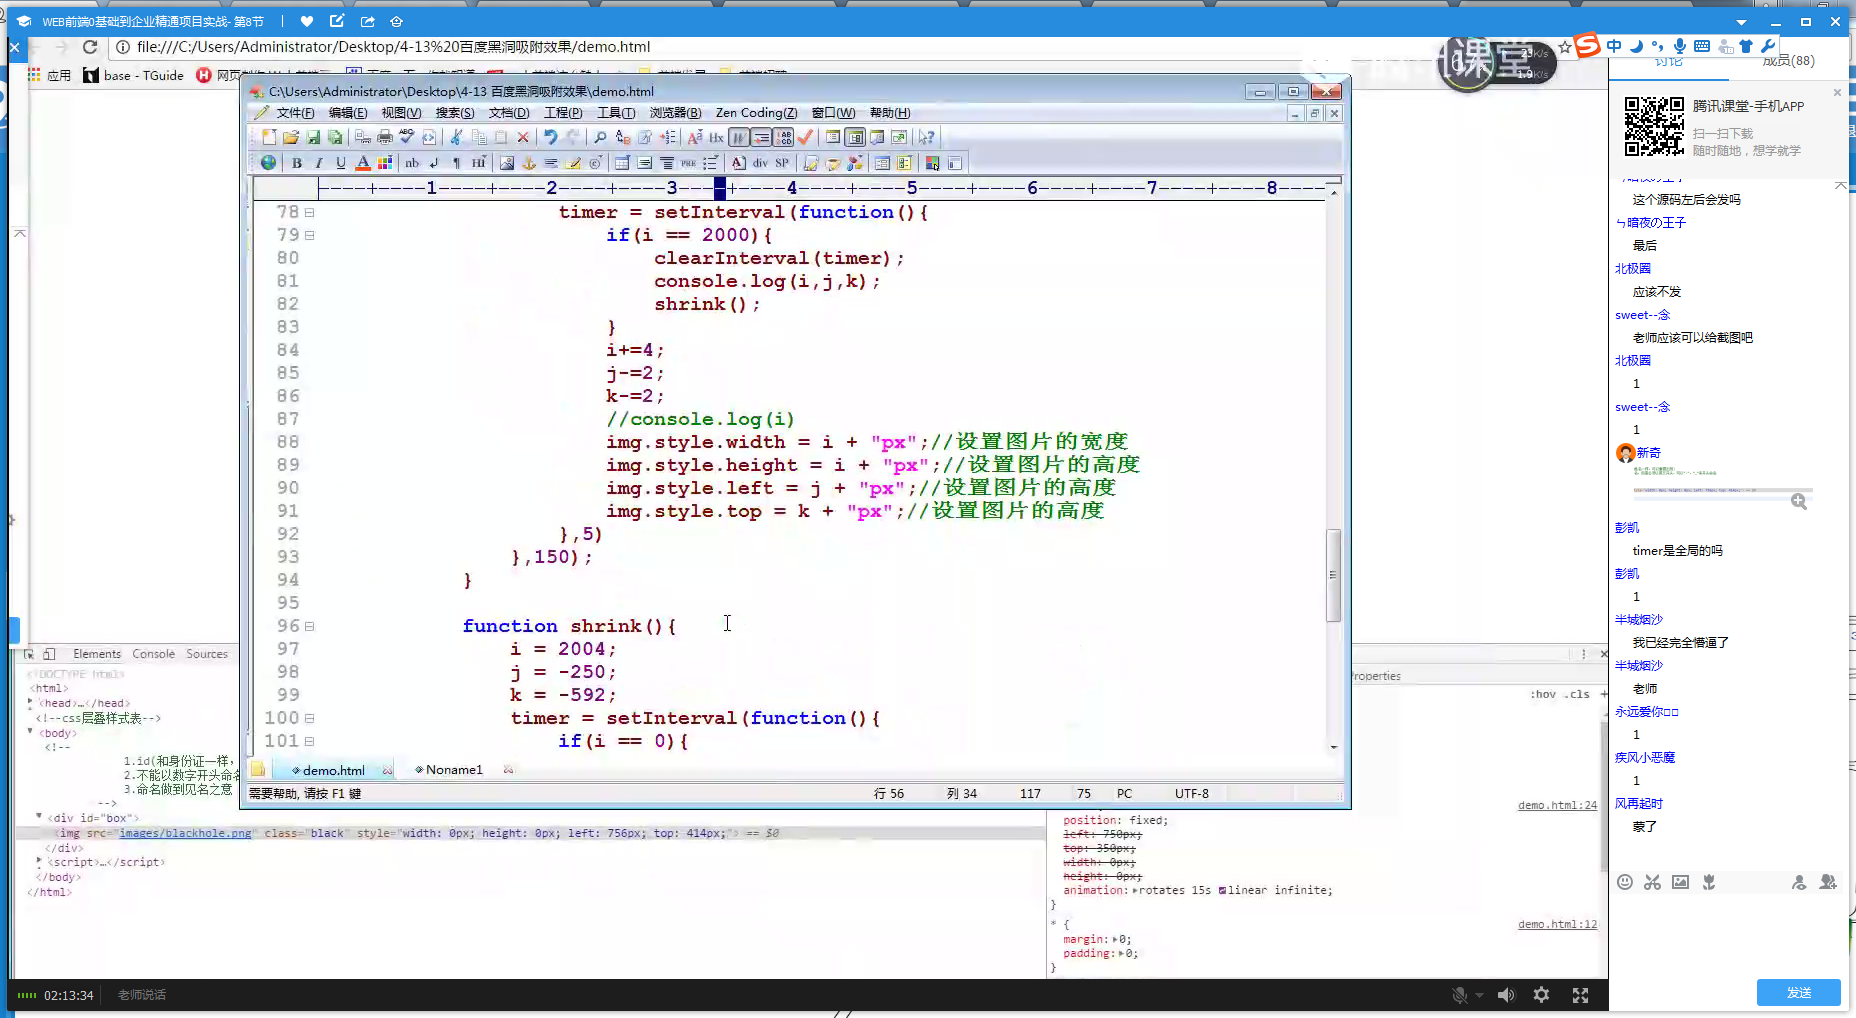 WEB前端0基础到企业精通项目实战- 第8节
file:///C:/Users/Administrator/Desktop/4-13%20百度黑洞吸附效果/demo.html
应用
base - TGuide
课堂
中
讨论
成员(88)
C:\Users\Administrator\Desktop\4-13 百度黑洞吸附效果\demo.html
文件(F) 编辑(E) 视图(V) 搜索(S) 文档(D) 工程(P) 工具(T) 浏览器(B) Zen Coding(Z) 窗口(W) 帮助(H)
----+----1----+----2----+----3----+----4----+----5----+----6----+----7----+----8----
78 timer = setInterval(function(){
79 if(i == 2000){
80 clearInterval(timer);
81 console.log(i,j,k);
82 shrink();
83 }
84 i+=4;
85 j-=2;
86 k-=2;
87 //console.log(i)
88 img.style.width = i + "px";//设置图片的宽度
89 img.style.height = i + "px";//设置图片的高度
90 img.style.left = j + "px";//设置图片的高度
91 img.style.top = k + "px";//设置图片的高度
92 },5)
93 },150);
94 }
95
96 function shrink(){
97 i = 2004;
98 j = -250;
99 k = -592;
100 timer = setInterval(function(){
101 if(i == 0){
demo.html
Noname1
需要帮助, 请按 F1 键
行 56 列 34 117 75 PC UTF-8
Elements Console Sources
<!DOCTYPE html>
<html>
<head>…</head>
<!--css层叠样式表-->
<body>
<!--
1.id(和身份证一样,
2.不能以数字开头命名
3.命名做到见名之意
-->
<div id="box">
<img src="images/blackhole.png" class="black" style="width: 0px; height: 0px; left: 756px; top: 414px;"> == $0
</div>
<script>…</script>
</body>
</html>
Properties
:hov .cls +
demo.html:24
position: fixed;
left: 750px;
top: 350px;
width: 0px;
height: 0px;
animation: rotates 15s linear infinite;
}
* {
demo.html:12
margin: 0;
padding: 0;
}
腾讯课堂-手机APP
扫一扫下载
随时随地，想学就学
这个源码左后会发吗
ㄣ暗夜の王子
最后
北极圈
应该不发
sweet--念
老师应该可以给截图吧
北极圈
1
sweet--念
1
新奇
彭凯
timer是全局的吗
彭凯
1
半城烟沙
我已经完全懵逼了
半城烟沙
老师
永远爱你□□
1
疾风小恶魔
1
风再起时
蒙了
发送
02:13:34
老师说话